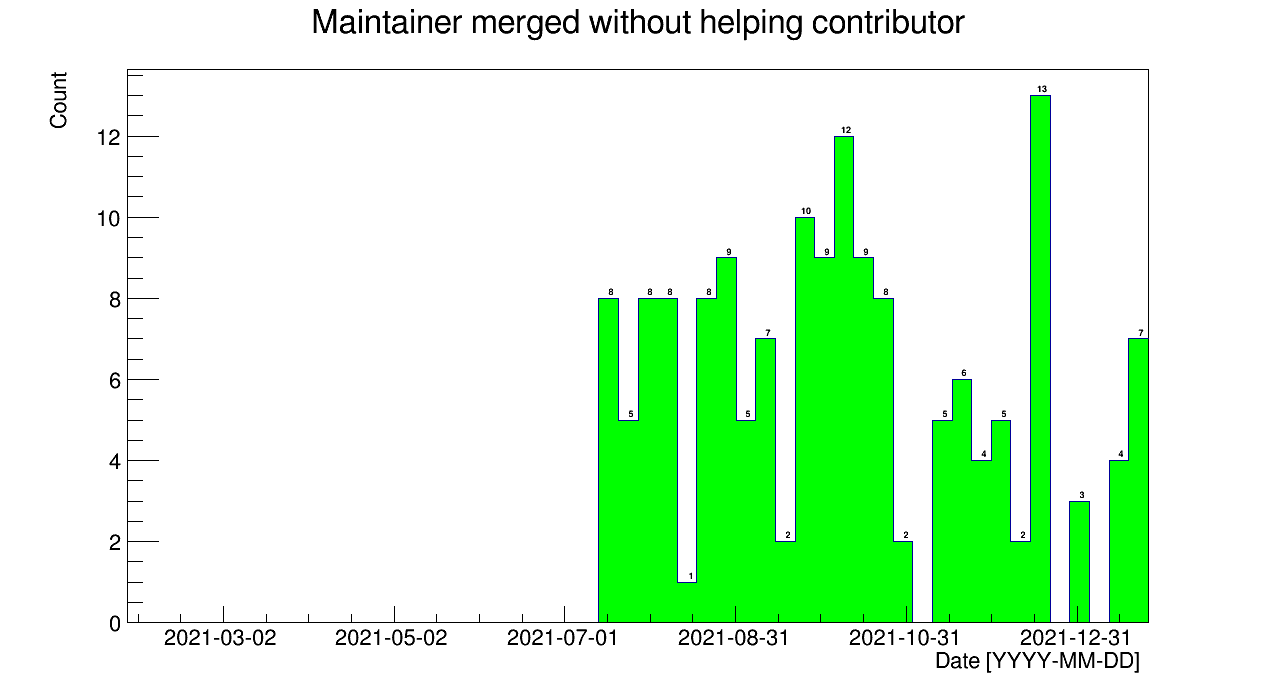 Maintainer merged without helping contributor
Count
12
10
8
6
4
2
0
8 5 8 8 1 8 9 5 7 2 10 9 12 9 8 2 5 6 4 5 2 13 3 4 7
2021-03-02 2021-05-02 2021-07-01 2021-08-31 2021-10-31 2021-12-31
Date [YYYY-MM-DD]